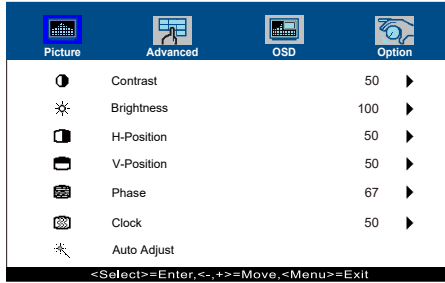 Picture Advanced OSD Option
Contrast 50
Brightness 100
H-Position 50
V-Position 50
Phase 67
Clock 50
Auto Adjust
<Select>=Enter,<-,+>=Move,<Menu>=Exit